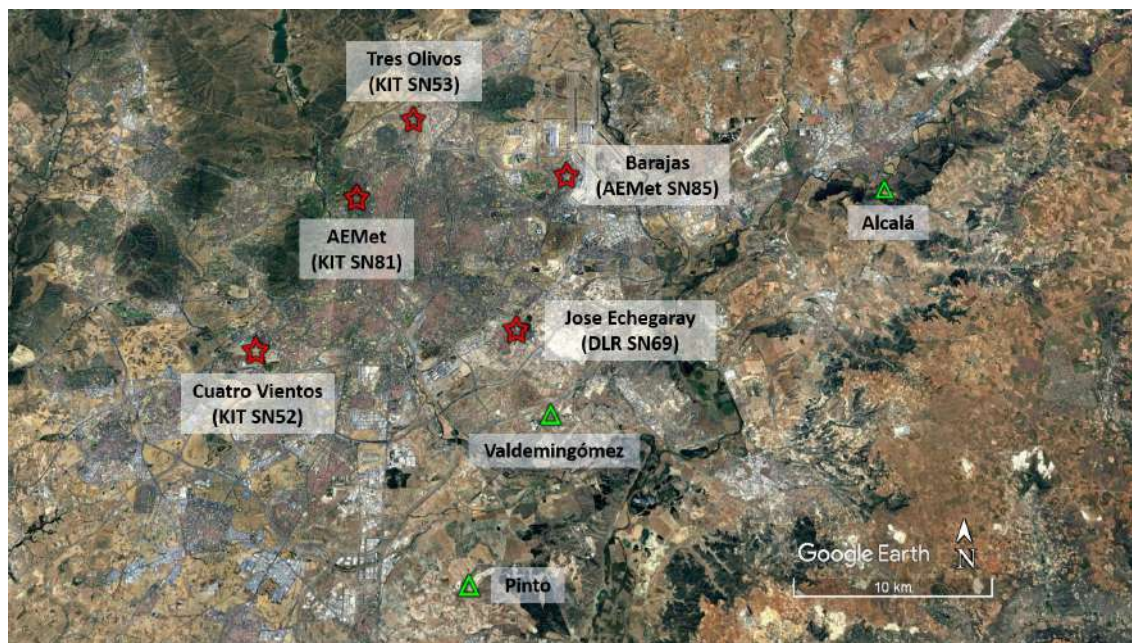 Tres Olivos
(KIT SN53)
Barajas
(AEMet SN85)
Alcalá
AEMet
(KIT SN81)
Jose Echegaray
(DLR SN69)
Cuatro Vientos
(KIT SN52)
Valdemingómez
Pinto
Google Earth
N
10 km